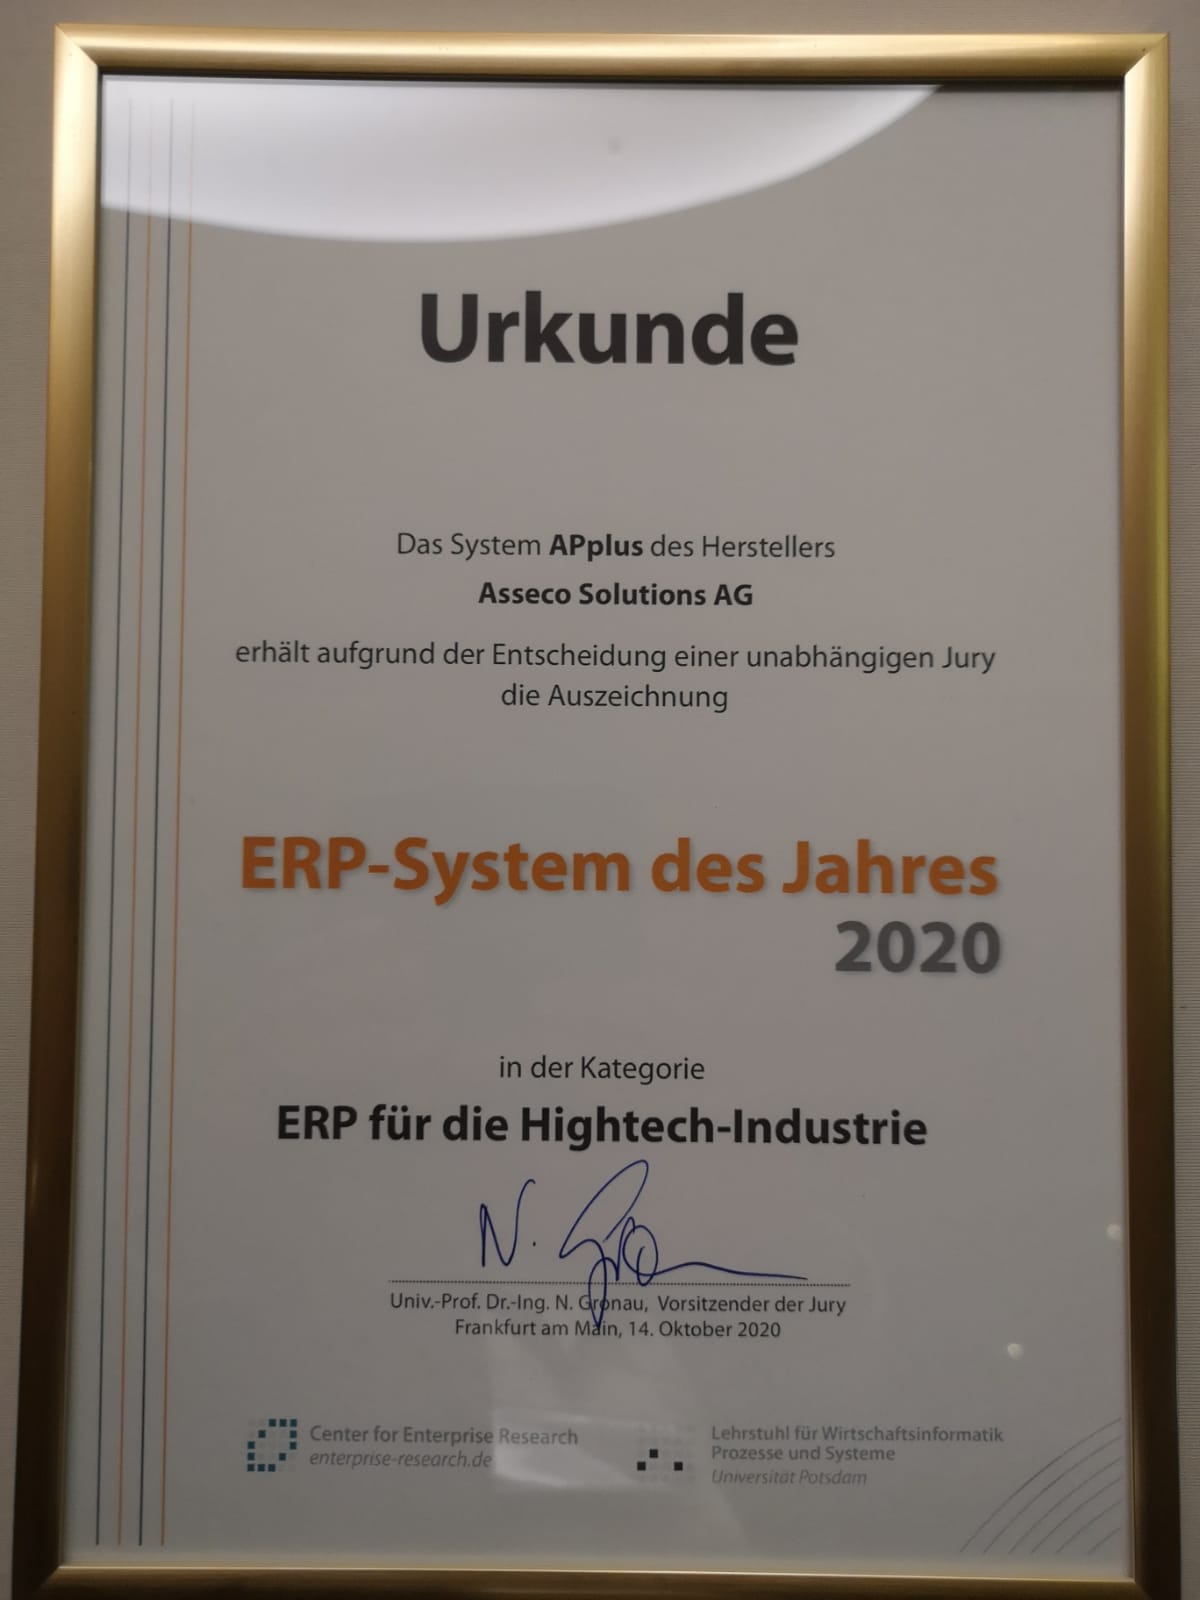 Urkunde
Das System APplus des Herstellers
Asseco Solutions AG
erhält aufgrund der Entscheidung einer unabhängigen Jury
die Auszeichnung
ERP-System des Jahres
2020
in der Kategorie
ERP für die Hightech-Industrie
N. Gro
Univ.-Prof. Dr.-Ing. N. Gronau, Vorsitzender der Jury
Frankfurt am Main, 14. Oktober 2020
Center for Enterprise Research
enterprise-research.de
Lehrstuhl für Wirtschaftsinformatik
Prozesse und Systeme
Universität Potsdam